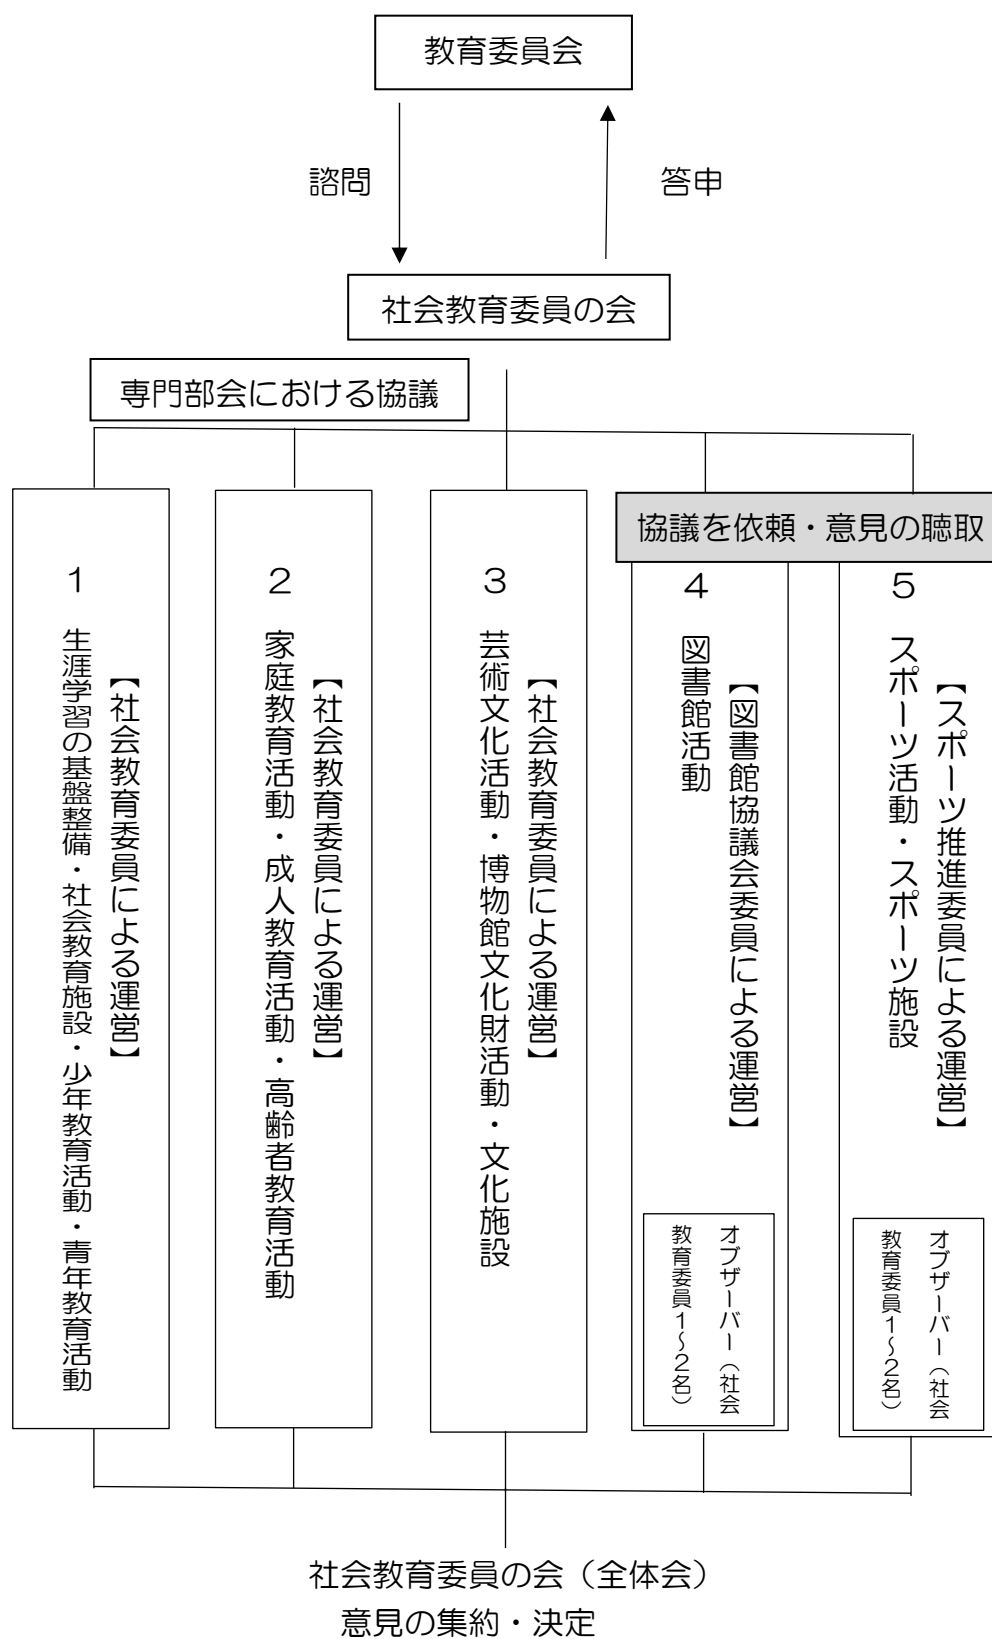 教育委員会
諮問
答申
社会教育委員の会
専門部会における協議
協議を依頼・意見の聴取
1 生涯学習の基盤整備・社会教育施設・少年教育活動・青年教育活動
【社会教育委員による運営】
2 家庭教育活動・成人教育活動・高齢者教育活動
【社会教育委員による運営】
3 芸術文化活動・博物館文化財活動・文化施設
【社会教育委員による運営】
4 図書館活動
【図書館協議会委員による運営】
オブザーバー（社会
教育委員1～2名）
5 スポーツ活動・スポーツ施設
【スポーツ推進委員による運営】
オブザーバー（社会
教育委員1～2名）
社会教育委員の会（全体会）
意見の集約・決定